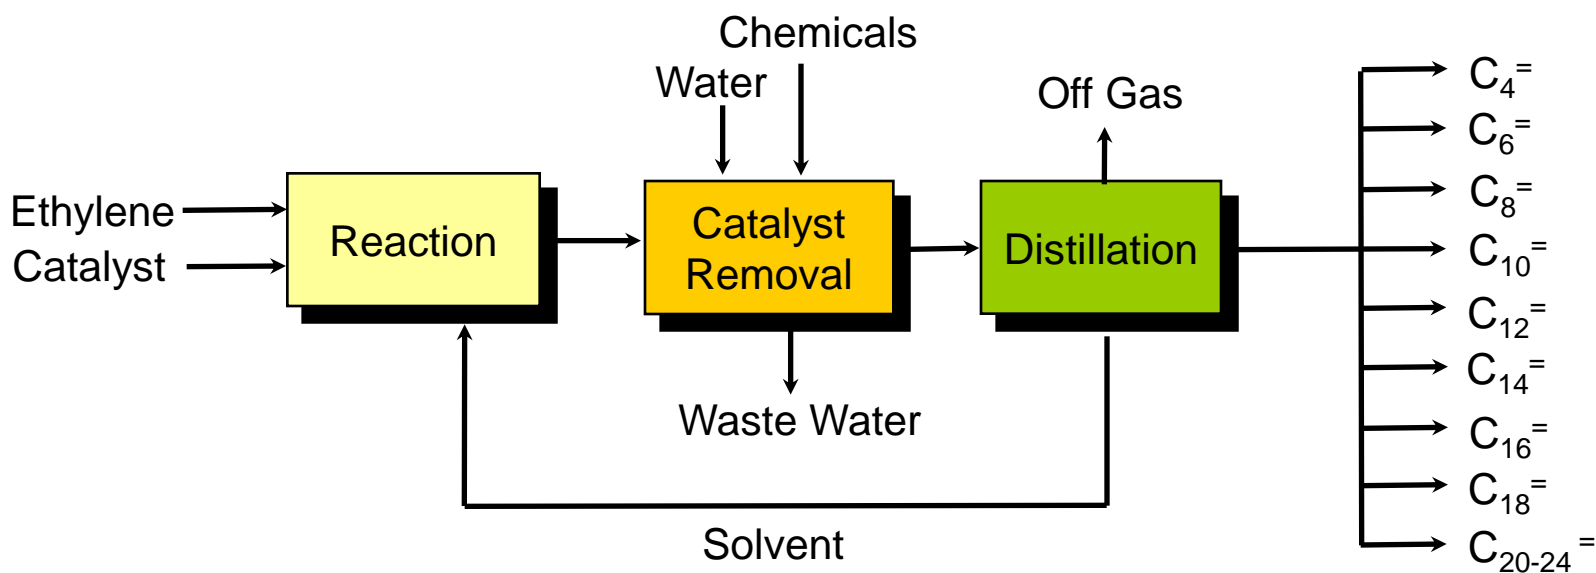 Chemicals
Water
Off Gas
Ethylene
Catalyst
Reaction
Catalyst
Removal
Distillation
Waste Water
Solvent
C₄⁼
C₆⁼
C₈⁼
C₁₀⁼
C₁₂⁼
C₁₄⁼
C₁₆⁼
C₁₈⁼
C₂₀₋₂₄⁼